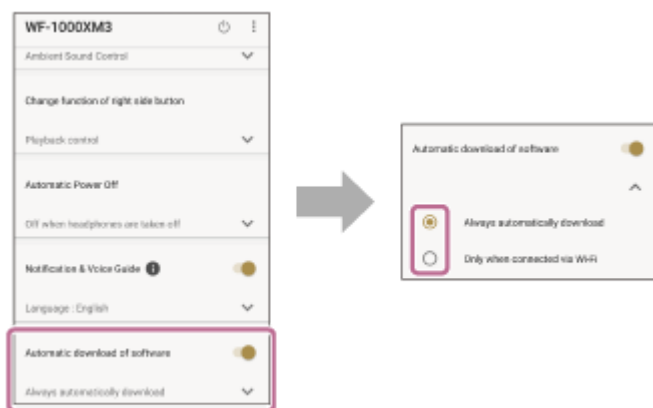 WF-1000XM3
Ambient Sound Control
Change function of right side button
Playback control
Automatic Power Off
Off when headphones are taken off
Notification & Voice Guide
Language : English
Automatic download of software
Always automatically download
Automatic download of software
Always automatically download
Only when connected via Wi-Fi